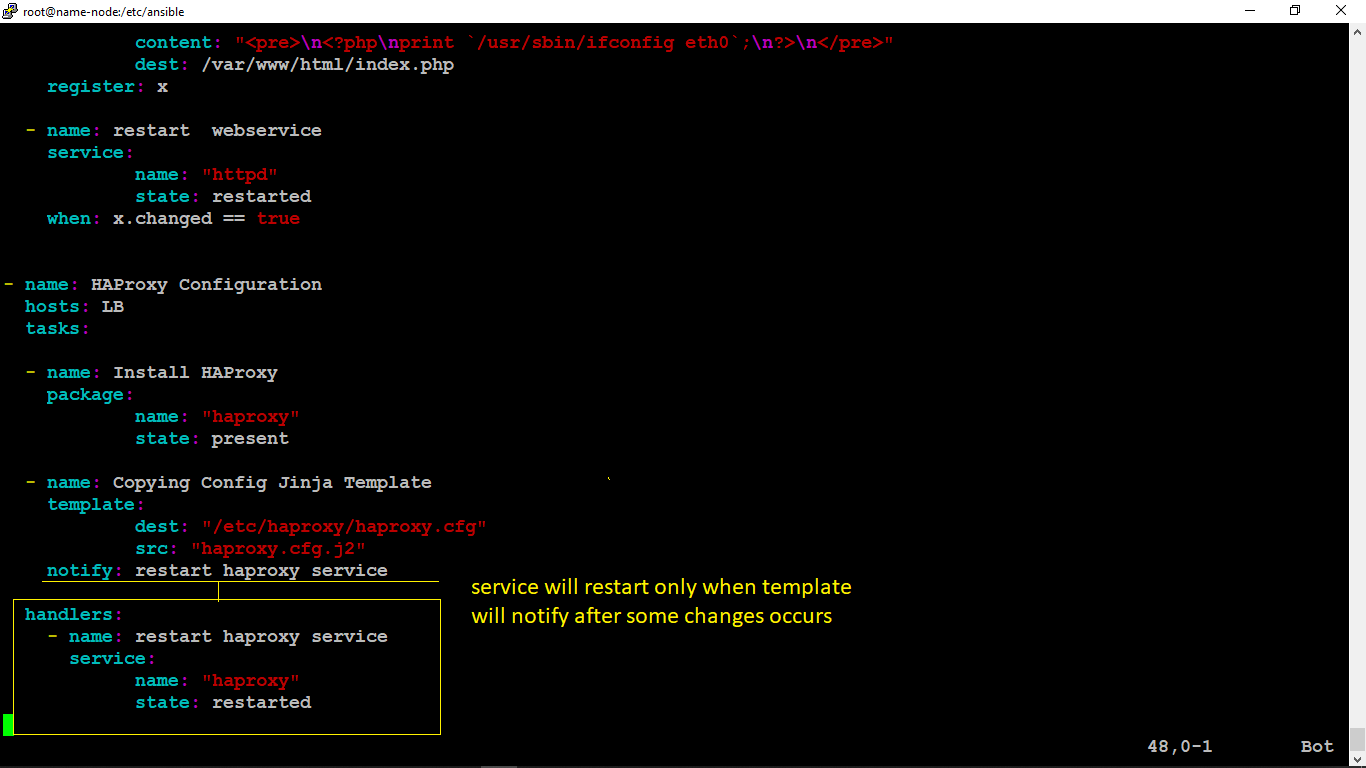 root@name-node:/etc/ansible
content: "<pre>\n<?php\nprint `/usr/sbin/ifconfig eth0`;\n?>\n</pre>"
dest: /var/www/html/index.php
register: x
- name: restart  webservice
service:
name: "httpd"
state: restarted
when: x.changed == true
- name: HAProxy Configuration
hosts: LB
tasks:
- name: Install HAProxy
package:
name: "haproxy"
state: present
- name: Copying Config Jinja Template
template:
dest: "/etc/haproxy/haproxy.cfg"
src: "haproxy.cfg.j2"
notify: restart haproxy service
service will restart only when template
will notify after some changes occurs
handlers:
- name: restart haproxy service
service:
name: "haproxy"
state: restarted
48,0-1 Bot